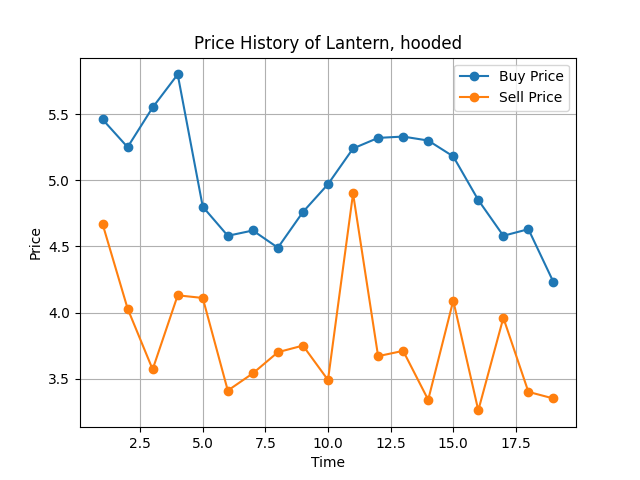 Price History of Lantern, hooded
Buy Price
Sell Price
5.5
5.0
4.5
4.0
3.5
Price
2.5 5.0 7.5 10.0 12.5 15.0 17.5
Time